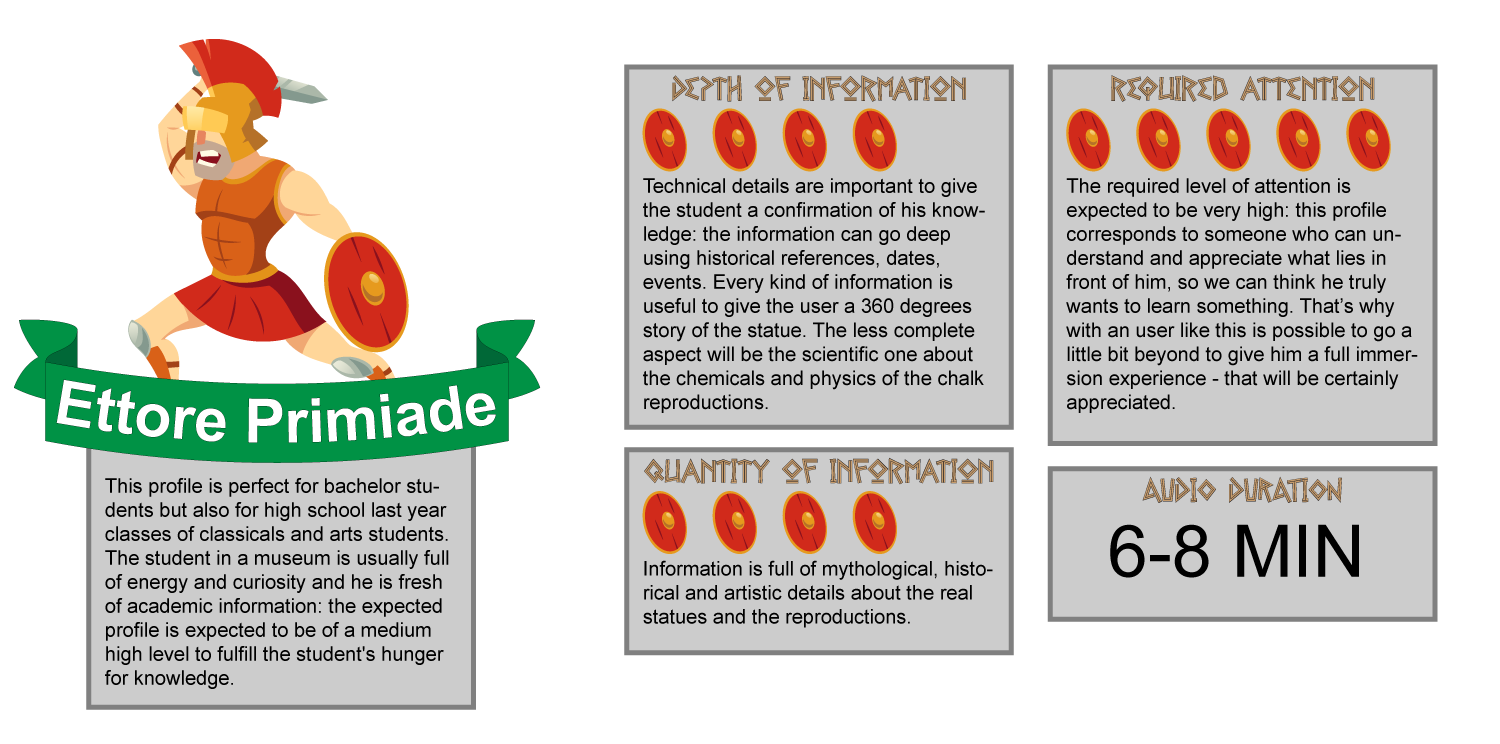 Ettore Primiade
This profile is perfect for bachelor stu-
dents but also for high school last year
classes of classicals and arts students.
The student in a museum is usually full
of energy and curiosity and he is fresh
of academic information: the expected
profile is expected to be of a medium
high level to fulfill the student's hunger
for knowledge.
DEPTH OF INFORMATION
Technical details are important to give
the student a confirmation of his know-
ledge: the information can go deep
using historical references, dates,
events. Every kind of information is
useful to give the user a 360 degrees
story of the statue. The less complete
aspect will be the scientific one about
the chemicals and physics of the chalk
reproductions.
QUANTITY OF INFORMATION
Information is full of mythological, histo-
rical and artistic details about the real
statues and the reproductions.
REQUIRED ATTENTION
The required level of attention is
expected to be very high: this profile
corresponds to someone who can un-
derstand and appreciate what lies in
front of him, so we can think he truly
wants to learn something. That’s why
with an user like this is possible to go a
little bit beyond to give him a full immer-
sion experience - that will be certainly
appreciated.
AUDIO DURATION
6-8 MIN